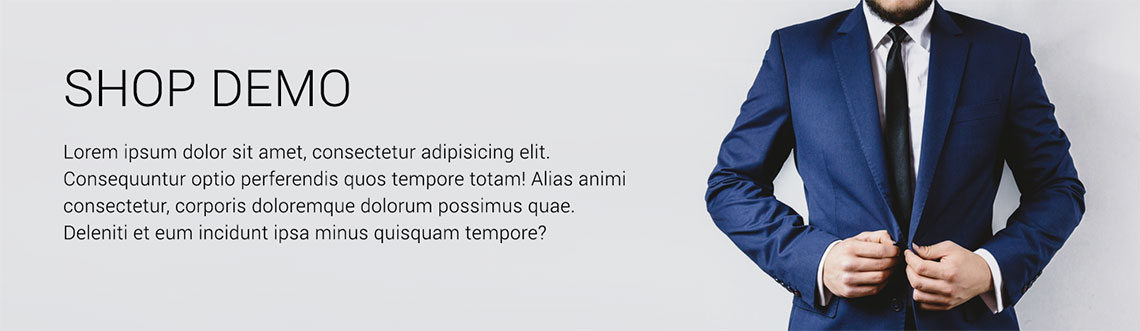 SHOP DEMO
Lorem ipsum dolor sit amet, consectetur adipisicing elit.
Consequuntur optio perferendis quos tempore totam! Alias animi
consectetur, corporis doloremque dolorum possimus quae.
Deleniti et eum incidunt ipsa minus quisquam tempore?